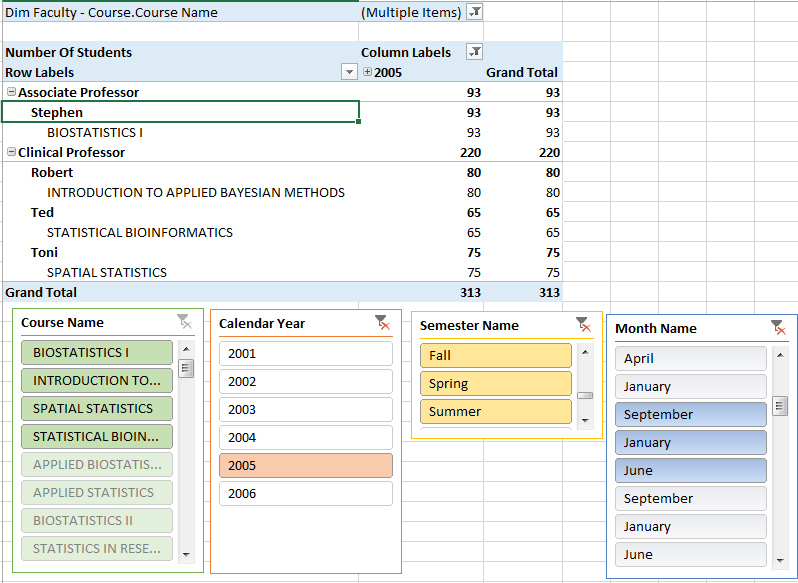 Dim Faculty - Course.Course Name (Multiple Items)
Number Of Students Column Labels
Row Labels 2005 Grand Total
Associate Professor 93 93
Stephen 93 93
BIOSTATISTICS I 93 93
Clinical Professor 220 220
Robert 80 80
INTRODUCTION TO APPLIED BAYESIAN METHODS 80 80
Ted 65 65
STATISTICAL BIOINFORMATICS 65 65
Toni 75 75
SPATIAL STATISTICS 75 75
Grand Total 313 313
Course Name
BIOSTATISTICS I
INTRODUCTION TO...
SPATIAL STATISTICS
STATISTICAL BIOIN...
APPLIED BIOSTATIS...
APPLIED STATISTICS
BIOSTATISTICS II
STATISTICS IN RESE...
Calendar Year
2001
2002
2003
2004
2005
2006
Semester Name
Fall
Spring
Summer
Month Name
April
January
September
January
June
September
January
June